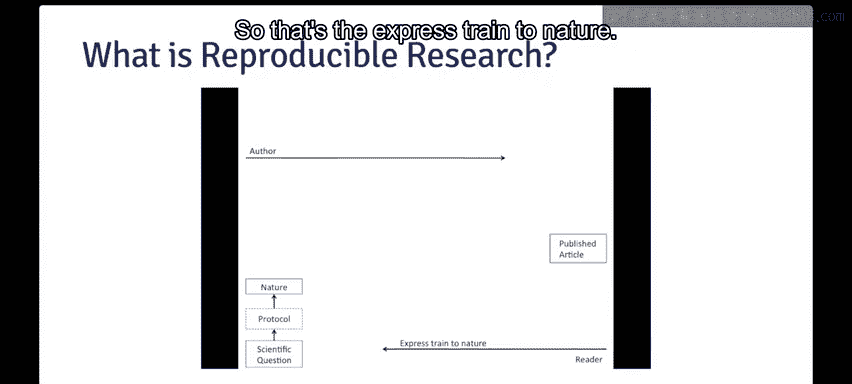 So that's the express train to nature.
What is Reproducible Research?
Author
Published
Article
Nature
Protocol
Scientific
Question
Express train to nature
Reader